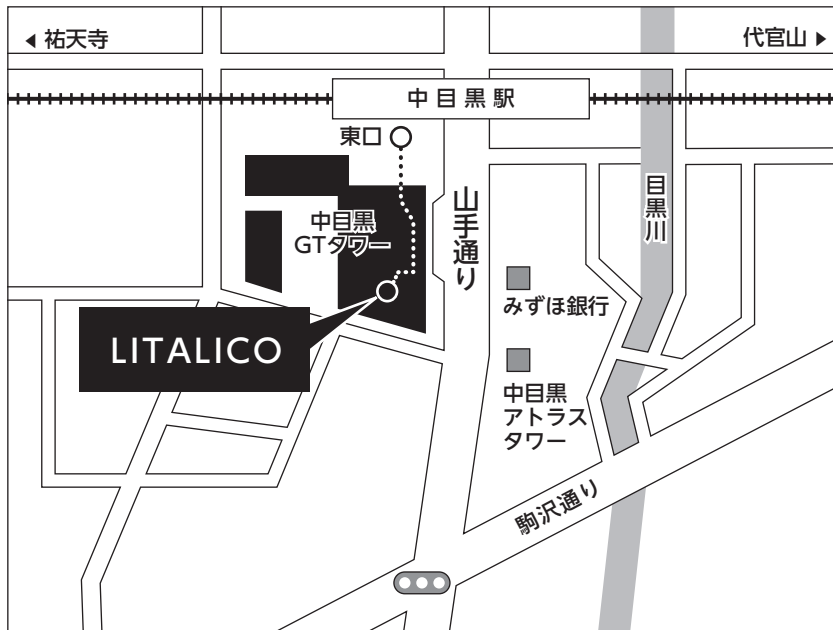 祐天寺
代官山
中目黒駅
東口
中目黒
GTタワー
山手通り
目黒川
みずほ銀行
LITALICO
中目黒
アトラス
タワー
駒沢通り